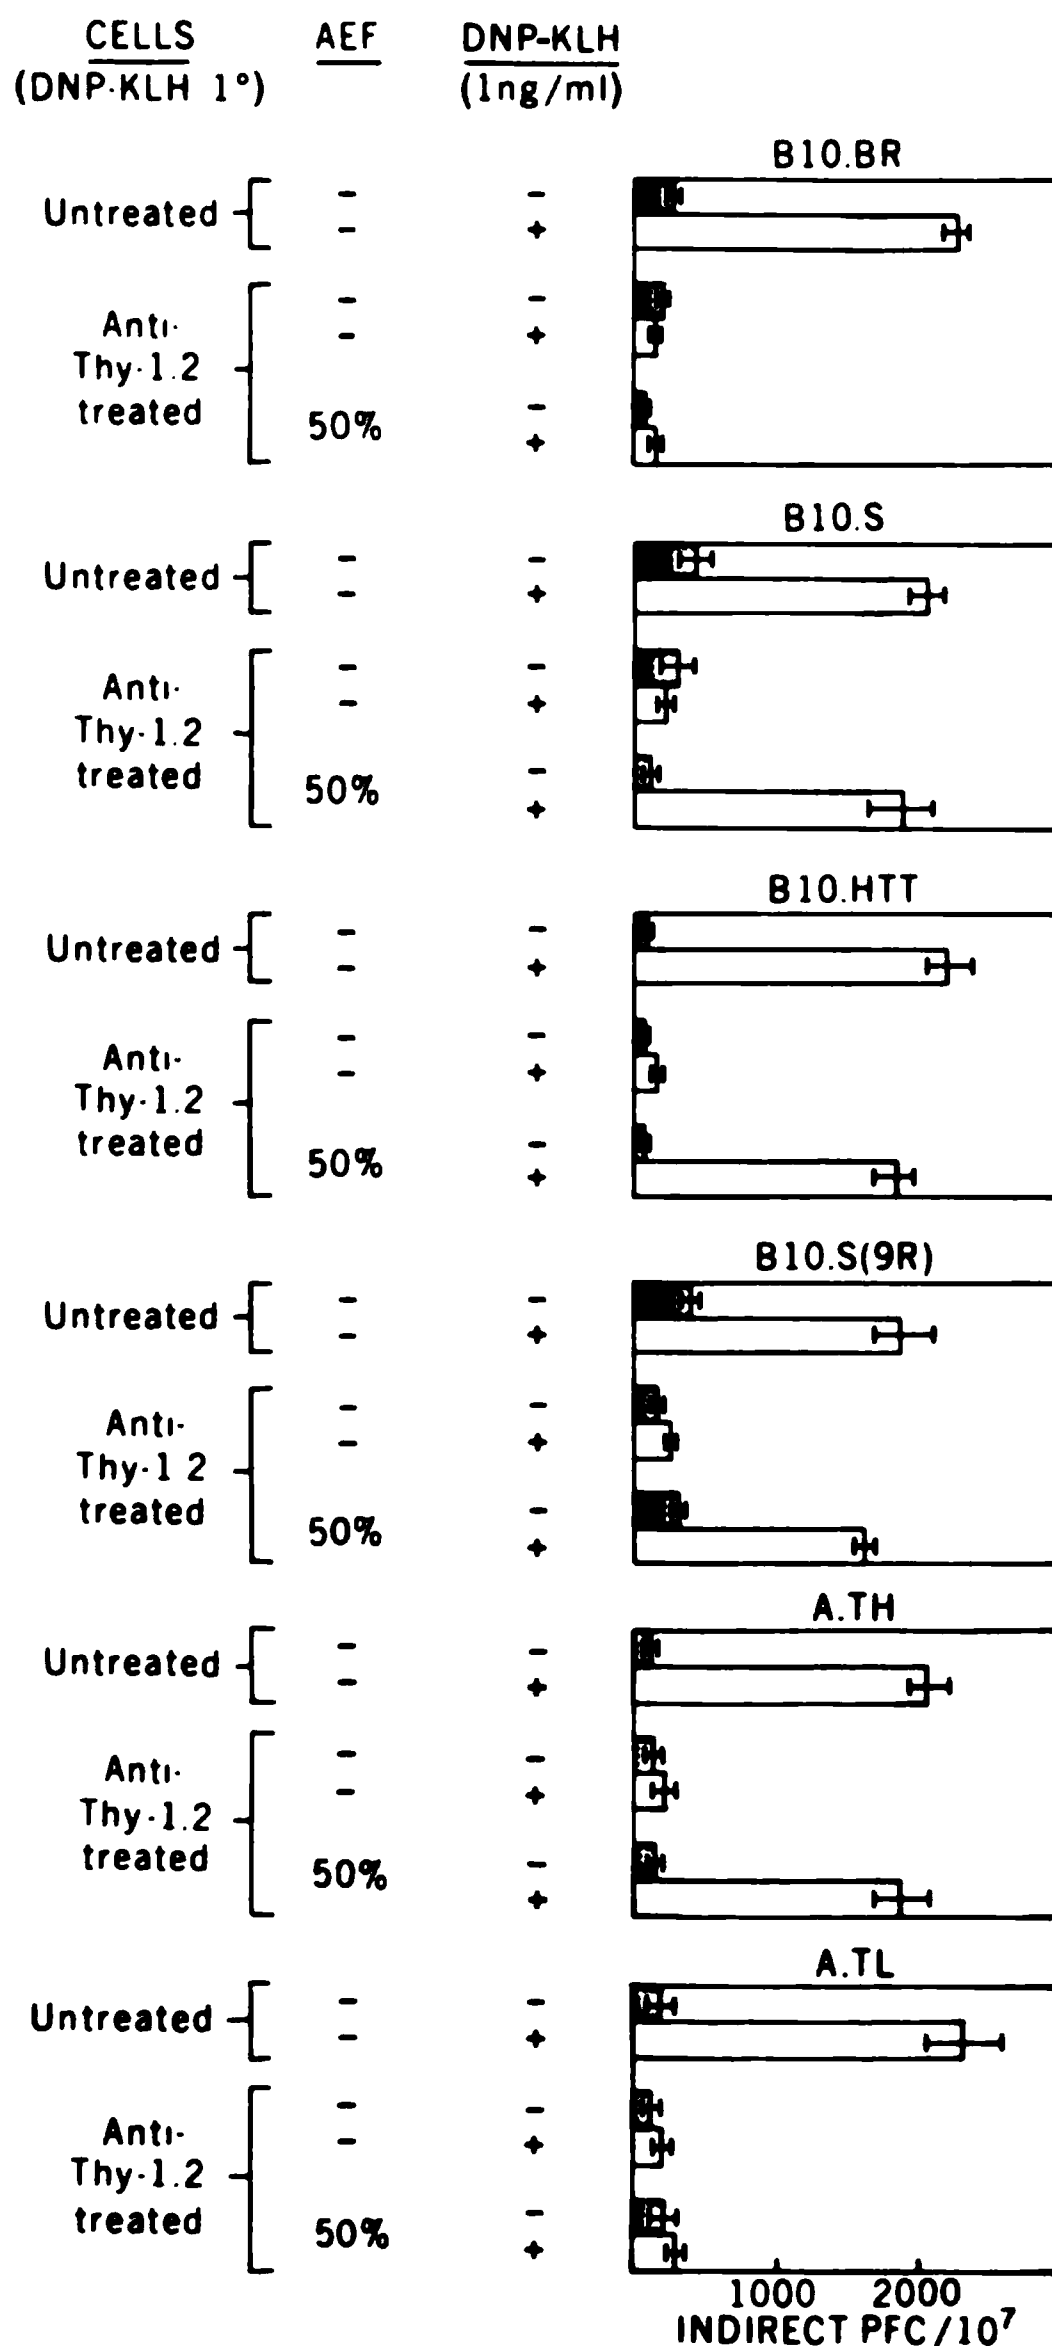 CELLS AEF DNP-KLH
(DNP·KLH 1°) (1ng/ml)
B10.BR
Untreated - -
- +
Anti- - -
Thy·1.2 - +
treated 50% -
+
B10.S
Untreated - -
- +
Anti- - -
Thy·1.2 - +
treated 50% -
+
B10.HTT
Untreated - -
- +
Anti- - -
Thy·1.2 - +
treated 50% -
+
B10.S(9R)
Untreated - -
- +
Anti- - -
Thy·1 2 - +
treated 50% -
+
A.TH
Untreated - -
- +
Anti- - -
Thy·1.2 - +
treated 50% -
+
A.TL
Untreated - -
- +
Anti- - -
Thy·1.2 - +
treated 50% -
+
1000 2000
INDIRECT PFC/10⁷